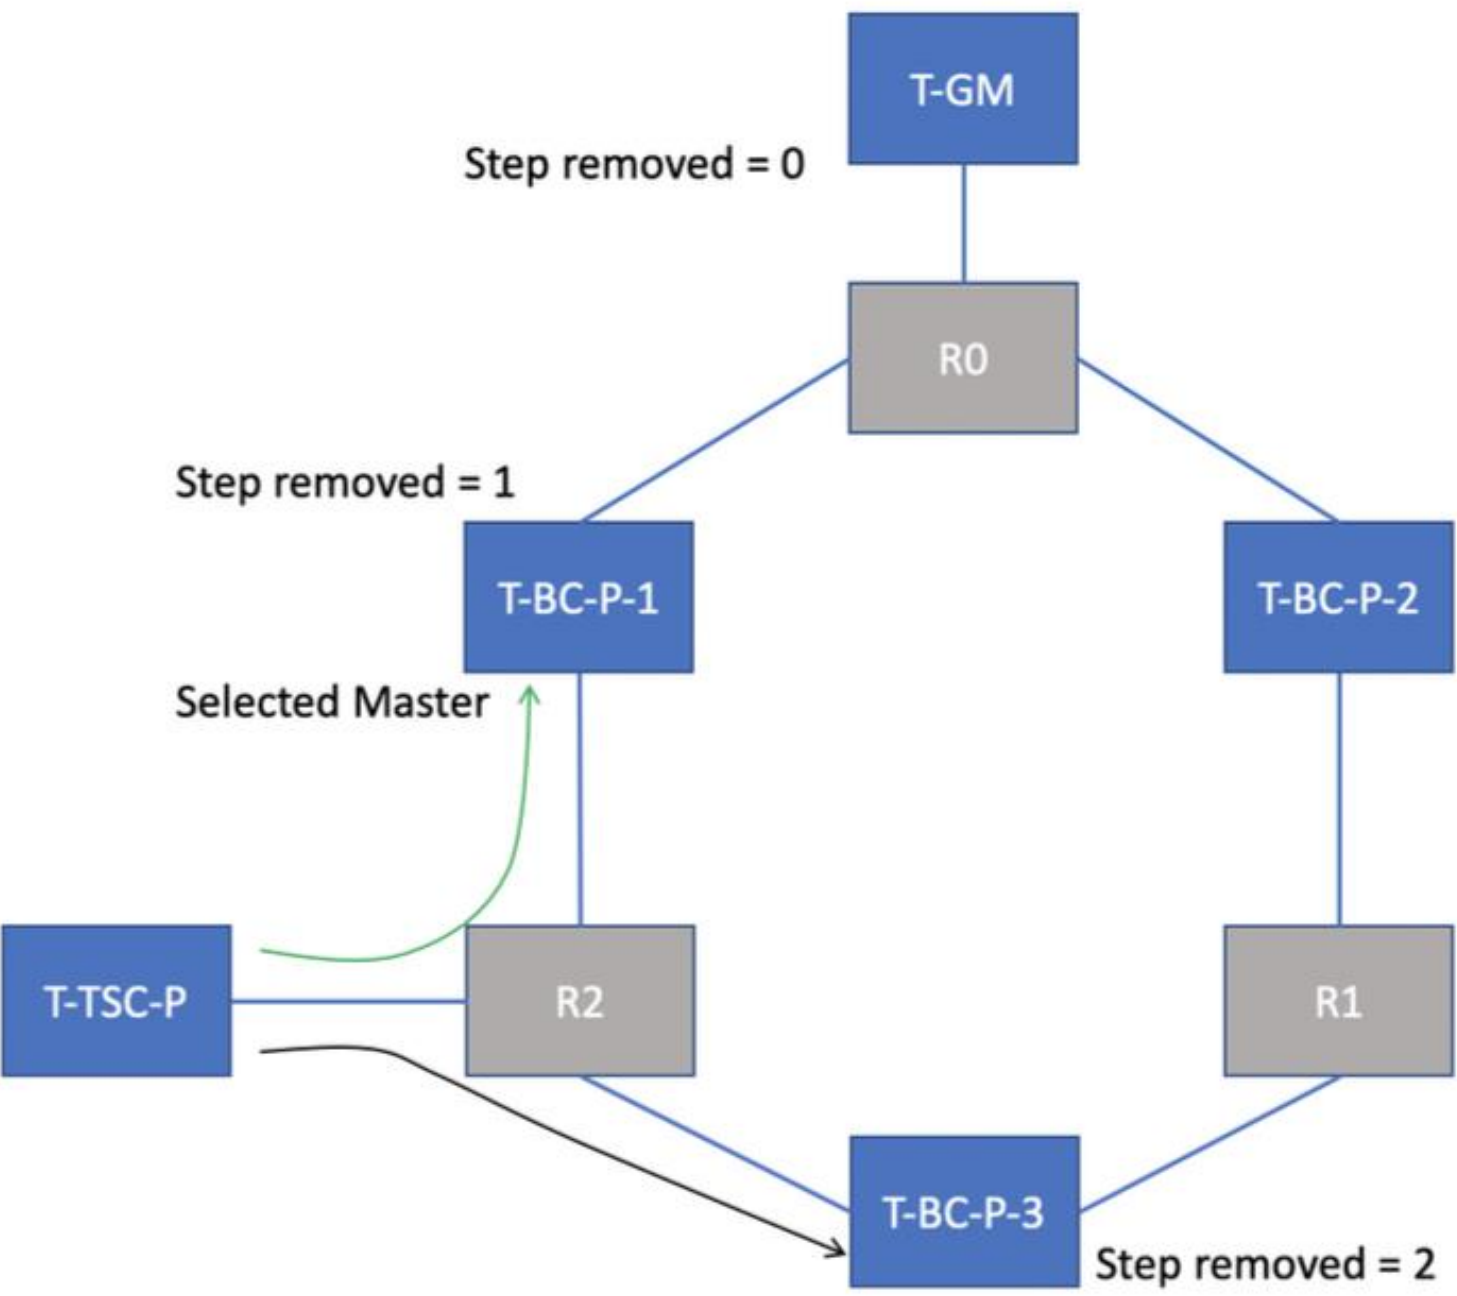 T-GM
Step removed = 0
R0
Step removed = 1
T-BC-P-1
T-BC-P-2
Selected Master
T-TSC-P
R2
R1
T-BC-P-3
Step removed = 2